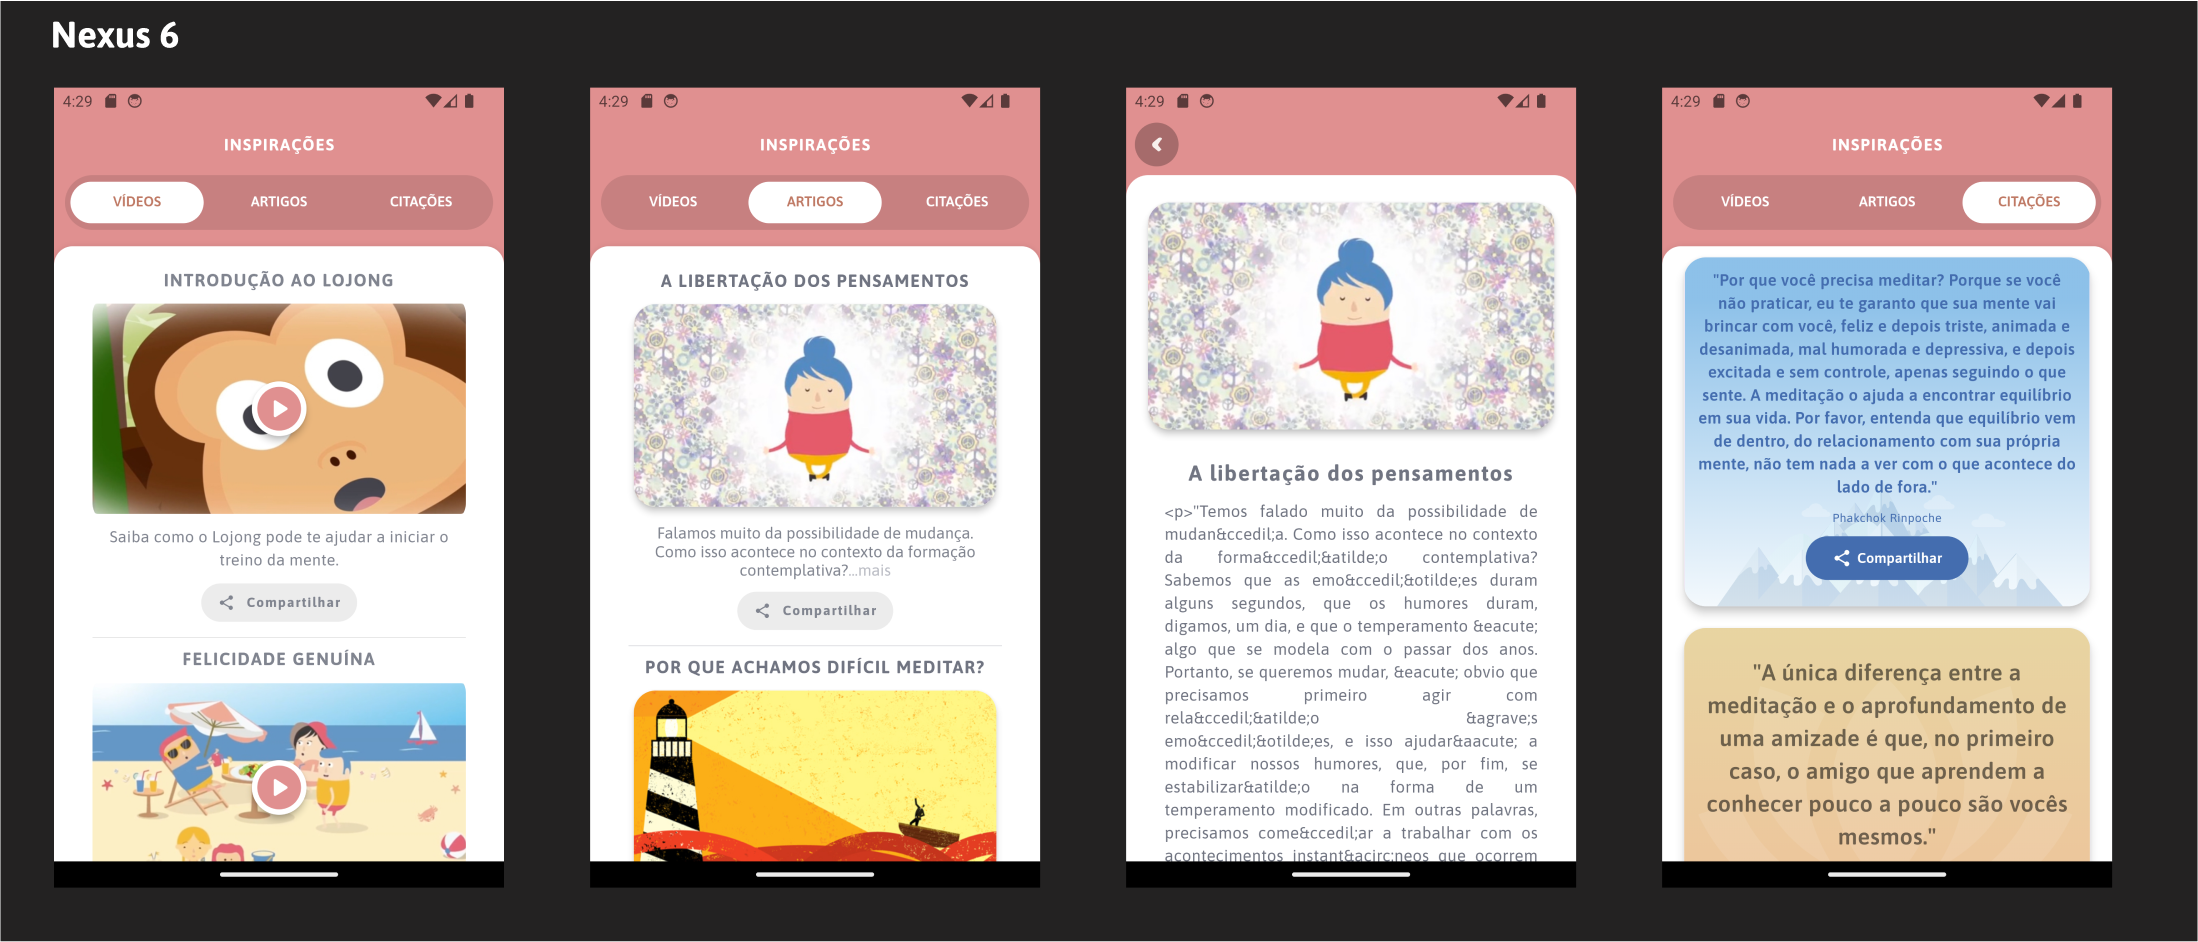 Nexus 6
4:29
INSPIRAÇÕES
VÍDEOS
ARTIGOS
CITAÇÕES
INTRODUÇÃO AO LOJONG
Saiba como o Lojong pode te ajudar a iniciar o
treino da mente.
Compartilhar
FELICIDADE GENUÍNA
4:29
INSPIRAÇÕES
VÍDEOS
ARTIGOS
CITAÇÕES
A LIBERTAÇÃO DOS PENSAMENTOS
Falamos muito da possibilidade de mudança.
Como isso acontece no contexto da formação
contemplativa?...mais
Compartilhar
POR QUE ACHAMOS DIFÍCIL MEDITAR?
4:29
A libertação dos pensamentos
<p>"Temos falado muito da possibilidade de
mudan&ccedil;a. Como isso acontece no contexto
da forma&ccedil;&atilde;o contemplativa?
Sabemos que as emo&ccedil;&otilde;es duram
alguns segundos, que os humores duram,
digamos, um dia, e que o temperamento &eacute;
algo que se modela com o passar dos anos.
Portanto, se queremos mudar, &eacute; obvio que
precisamos primeiro agir com
rela&ccedil;&atilde;o &agrave;s
emo&ccedil;&otilde;es, e isso ajudar&aacute; a
modificar nossos humores, que, por fim, se
estabilizar&atilde;o na forma de um
temperamento modificado. Em outras palavras,
precisamos come&ccedil;ar a trabalhar com os
acontecimentos instant&acirc;neos que ocorrem
4:29
INSPIRAÇÕES
VÍDEOS
ARTIGOS
CITAÇÕES
"Por que você precisa meditar? Porque se você
não praticar, eu te garanto que sua mente vai
brincar com você, feliz e depois triste, animada e
desanimada, mal humorada e depressiva, e depois
excitada e sem controle, apenas seguindo o que
sente. A meditação o ajuda a encontrar equilíbrio
em sua vida. Por favor, entenda que equilíbrio vem
de dentro, do relacionamento com sua própria
mente, não tem nada a ver com o que acontece do
lado de fora."
Phakchok Rinpoche
Compartilhar
"A única diferença entre a
meditação e o aprofundamento de
uma amizade é que, no primeiro
caso, o amigo que aprendem a
conhecer pouco a pouco são vocês
mesmos."